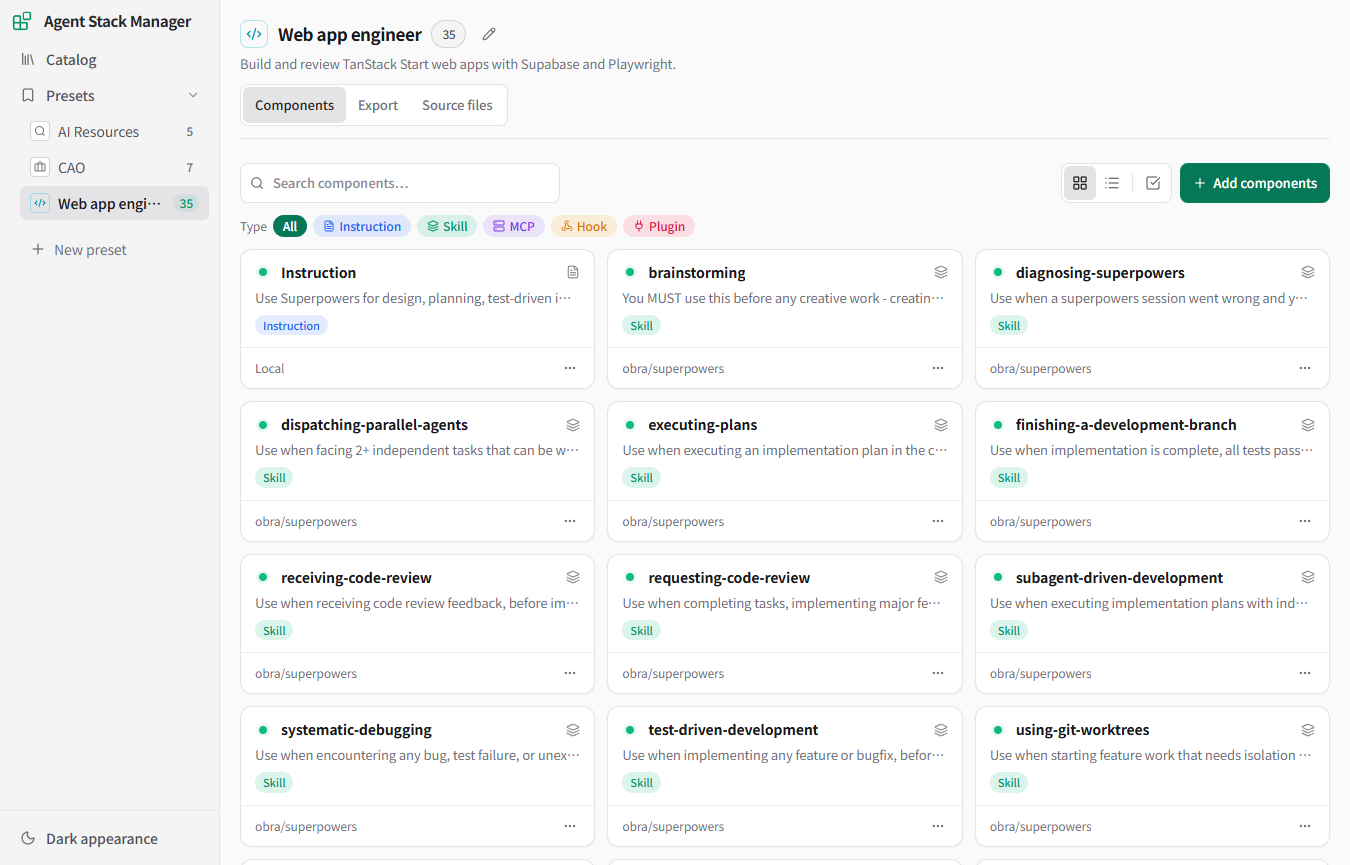 Agent Stack Manager
Catalog
Presets
AI Resources 5
CAO 7
Web app engi··· 35
New preset
Dark appearance
Web app engineer 35
Build and review TanStack Start web apps with Supabase and Playwright.
Components Export Source files
Search components…
Add components
Type All Instruction Skill MCP Hook Plugin
Instruction
Use Superpowers for design, planning, test-driven i···
Instruction
Local
brainstorming
You MUST use this before any creative work - creatin···
Skill
obra/superpowers
diagnosing-superpowers
Use when a superpowers session went wrong and y···
Skill
obra/superpowers
dispatching-parallel-agents
Use when facing 2+ independent tasks that can be w···
Skill
obra/superpowers
executing-plans
Use when executing an implementation plan in the c···
Skill
obra/superpowers
finishing-a-development-branch
Use when implementation is complete, all tests pass···
Skill
obra/superpowers
receiving-code-review
Use when receiving code review feedback, before im···
Skill
obra/superpowers
requesting-code-review
Use when completing tasks, implementing major fe···
Skill
obra/superpowers
subagent-driven-development
Use when executing implementation plans with ind···
Skill
obra/superpowers
systematic-debugging
Use when encountering any bug, test failure, or unex···
Skill
obra/superpowers
test-driven-development
Use when implementing any feature or bugfix, befor···
Skill
obra/superpowers
using-git-worktrees
Use when starting feature work that needs isolation ···
Skill
obra/superpowers